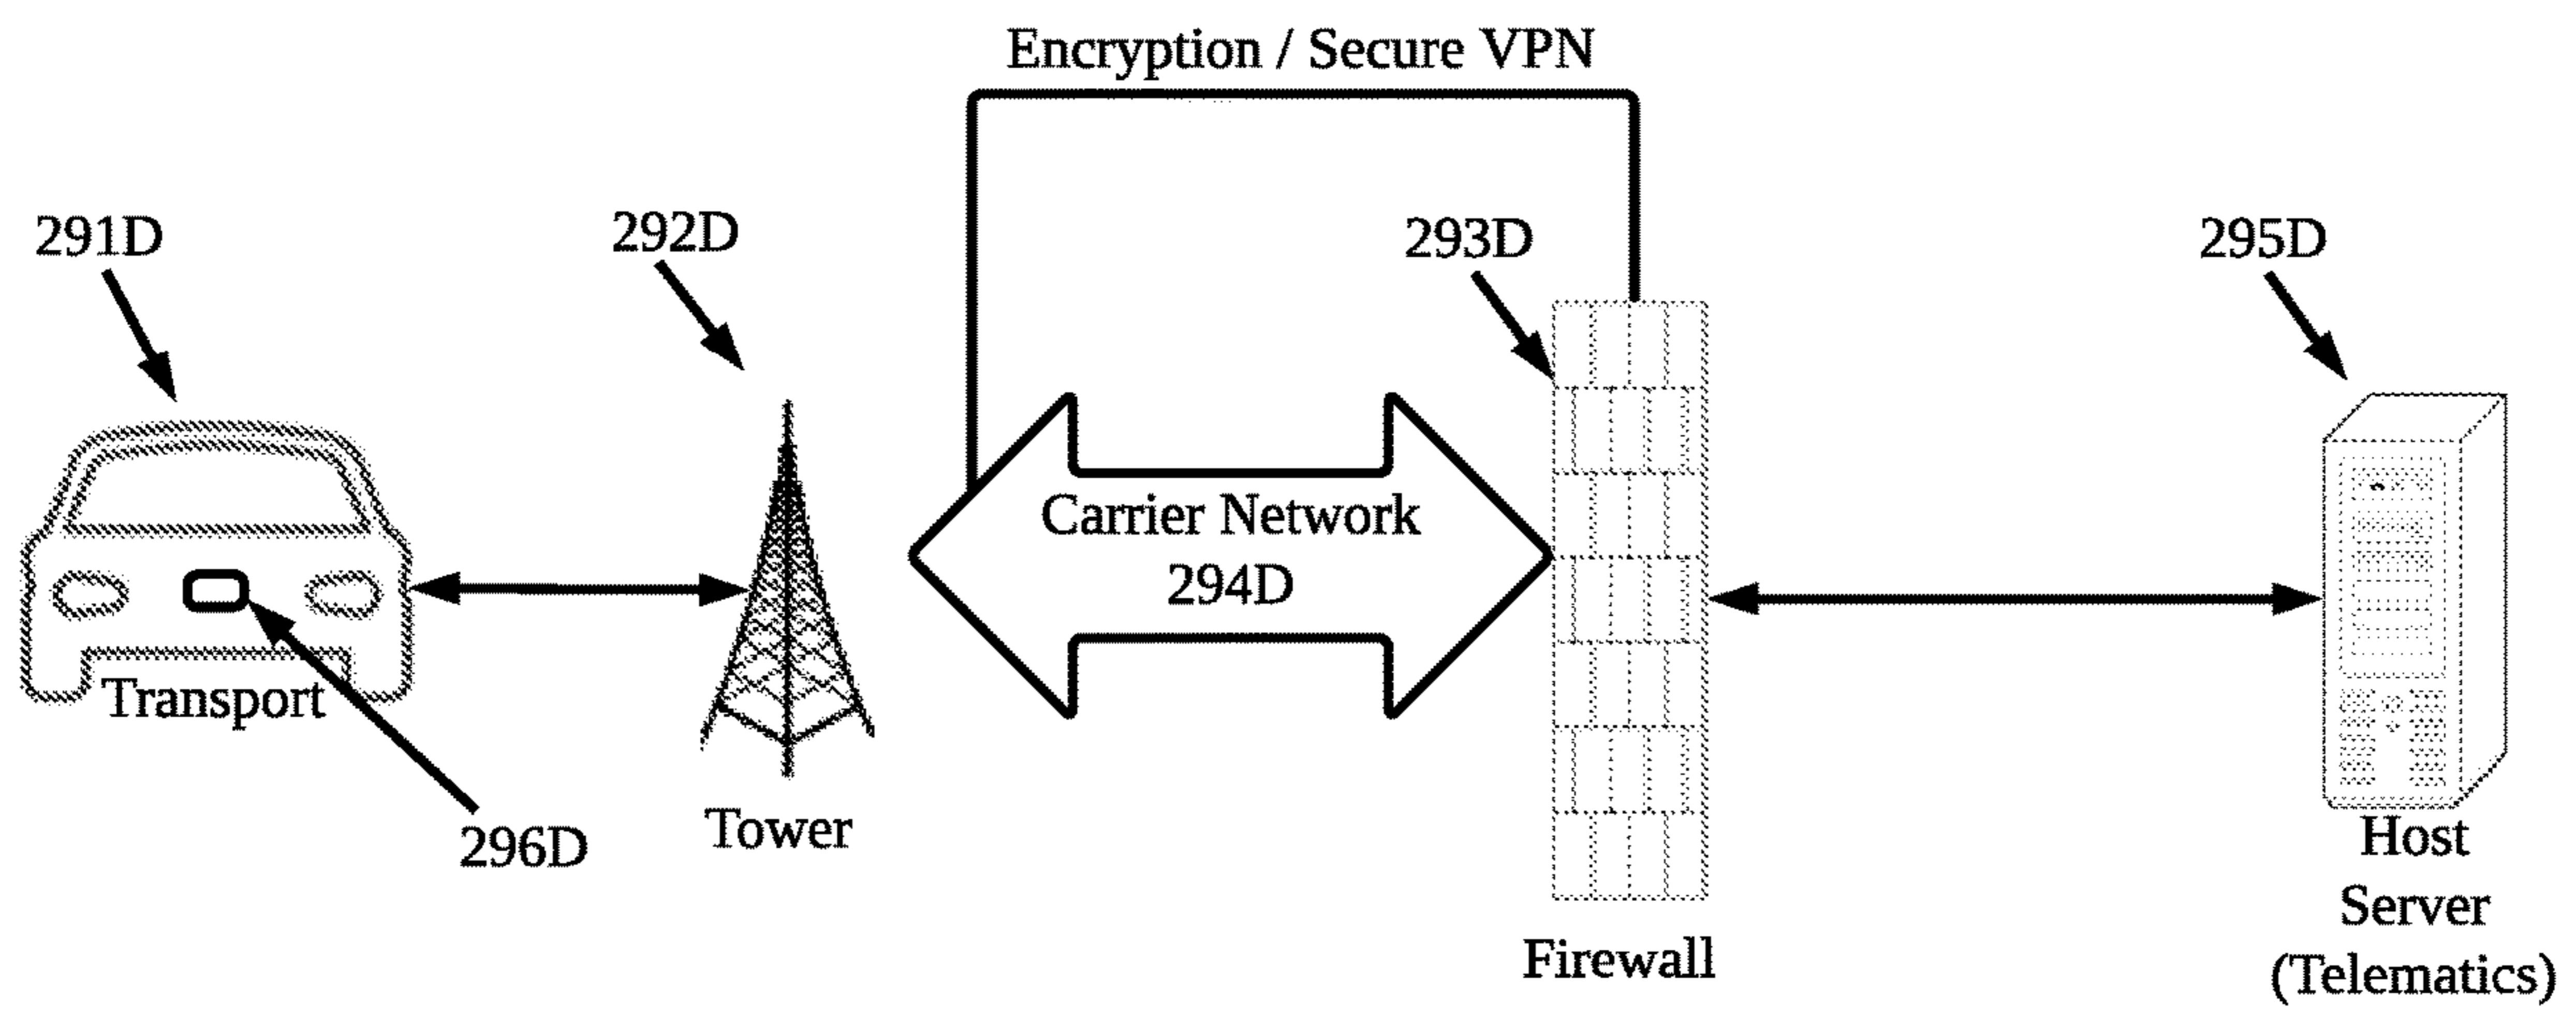 Encryption / Secure VPN
291D
292D
293D
295D
Carrier Network
294D
Transport
296D
Tower
Firewall
Host
Server
(Telematics)